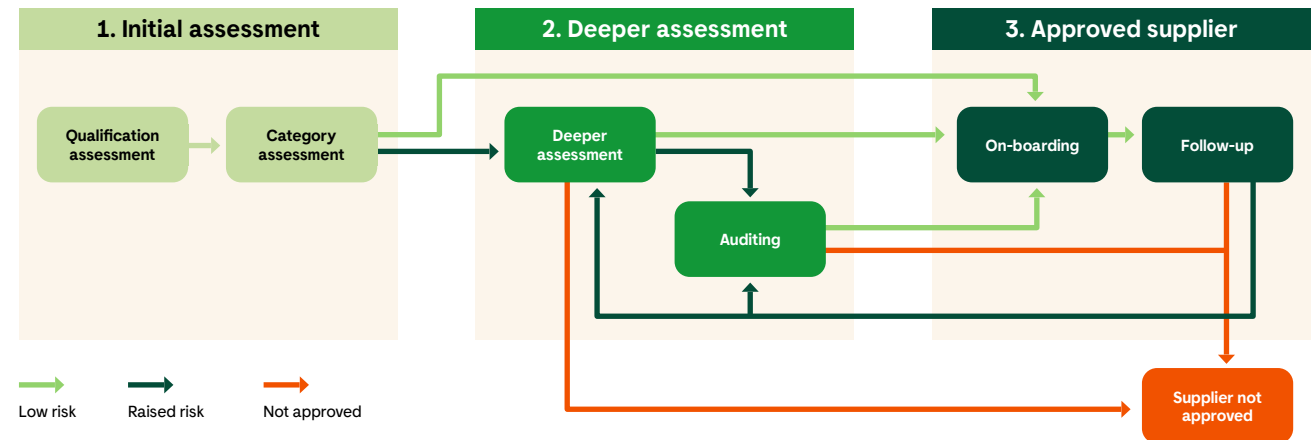 1. Initial assessment
2. Deeper assessment
3. Approved supplier
Qualification
assessment
Category
assessment
Deeper
assessment
On-boarding
Follow-up
Auditing
Low risk
Raised risk
Not approved
Supplier not
approved